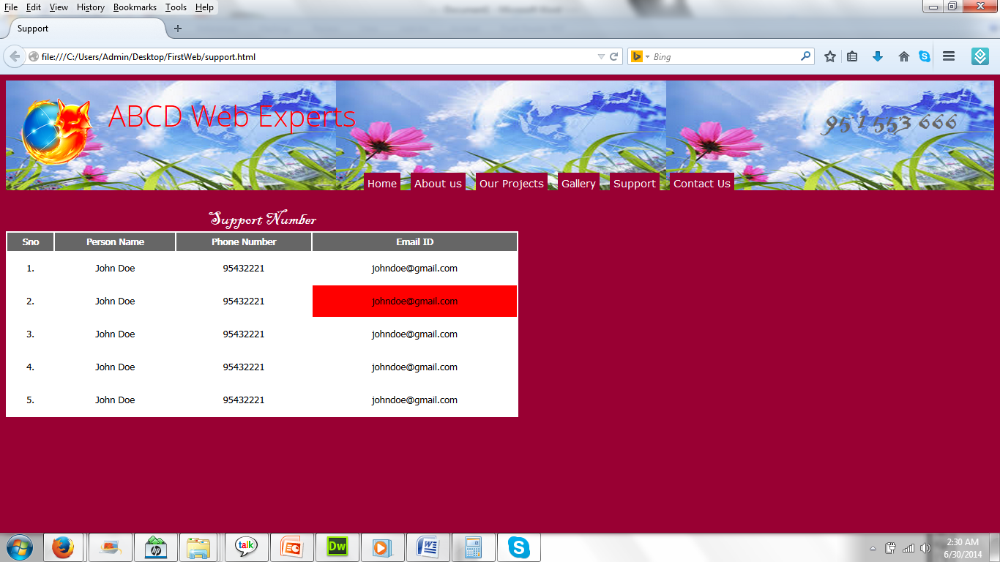 File Edit View History Bookmarks Tools Help
Support
file:///C:/Users/Admin/Desktop/FirstWeb/support.html
Bing
ABCD Web Experts
951 553 666
Home About us Our Projects Gallery Support Contact Us
Support Number
Sno Person Name Phone Number Email ID
1. John Doe 95432221 johndoe@gmail.com
2. John Doe 95432221 johndoe@gmail.com
3. John Doe 95432221 johndoe@gmail.com
4. John Doe 95432221 johndoe@gmail.com
5. John Doe 95432221 johndoe@gmail.com
hp talk Dw
2:30 AM
6/30/2014